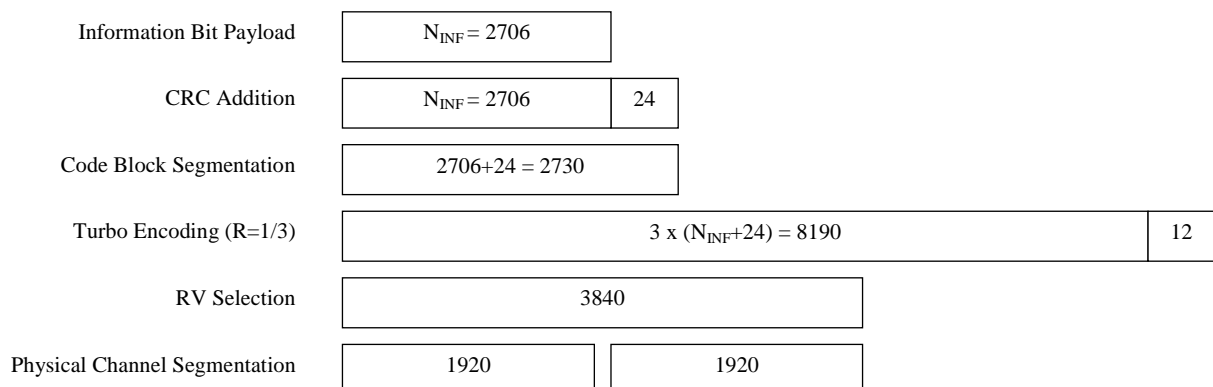 Information Bit Payload
N_INF = 2706
CRC Addition
N_INF = 2706
24
Code Block Segmentation
2706+24 = 2730
Turbo Encoding (R=1/3)
3 x (N_INF+24) = 8190
12
RV Selection
3840
Physical Channel Segmentation
1920
1920